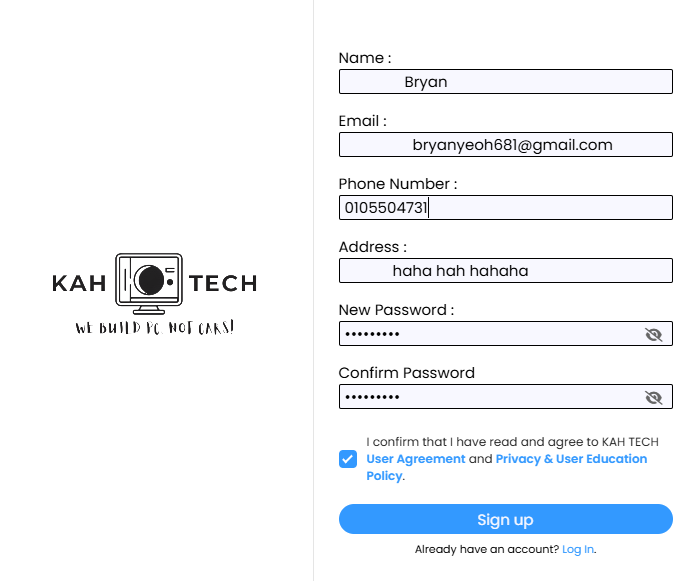 KAH TECH
WE BUILD PC, NOT CARS!
Name :
Bryan
Email :
bryanyeoh681@gmail.com
Phone Number :
0105504731
Address :
haha hah hahaha
New Password :
•••••••••
Confirm Password
•••••••••
I confirm that I have read and agree to KAH TECH
User Agreement and Privacy & User Education
Policy.
Sign up
Already have an account? Log In.